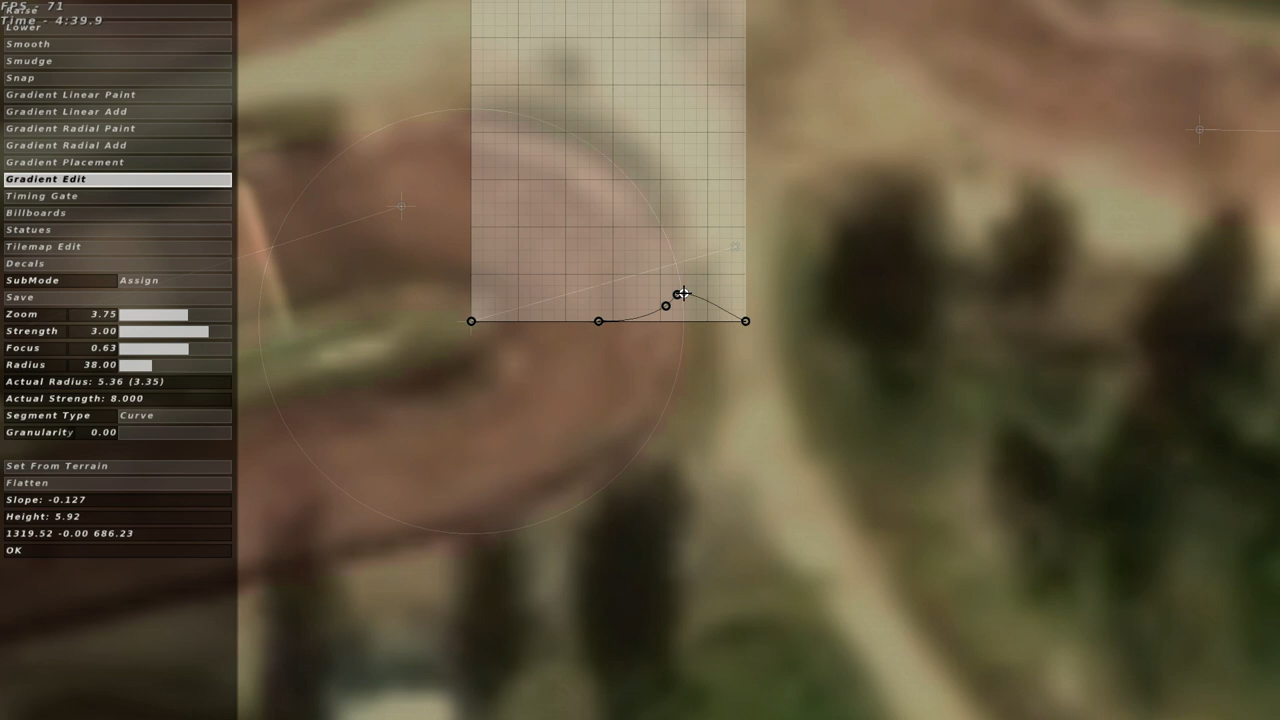 FPS - 71
Raise
Time - 4:39.9
Lower
Smooth
Smudge
Snap
Gradient Linear Paint
Gradient Linear Add
Gradient Radial Paint
Gradient Radial Add
Gradient Placement
Gradient Edit
Timing Gate
Billboards
Statues
Tilemap Edit
Decals
SubMode Assign
Save
Zoom 3.75
Strength 3.00
Focus 0.63
Radius 38.00
Actual Radius: 5.36 (3.35)
Actual Strength: 8.000
Segment Type Curve
Granularity 0.00
Set From Terrain
Flatten
Slope: -0.127
Height: 5.92
1319.52 -0.00 686.23
OK